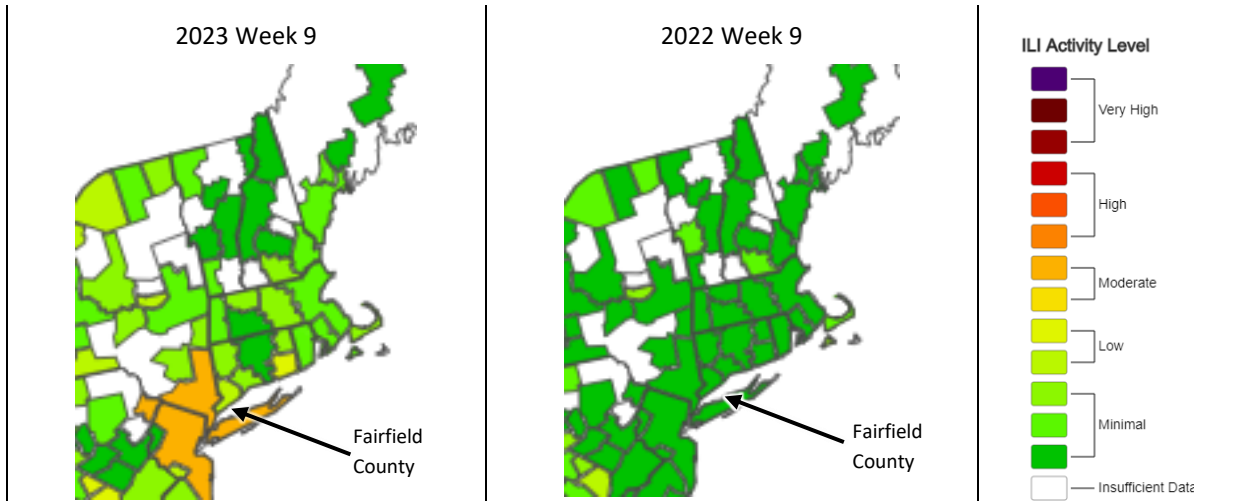 2023 Week 9
Fairfield
County
2022 Week 9
Fairfield
County
ILI Activity Level
Very High
High
Moderate
Low
Minimal
Insufficient Data